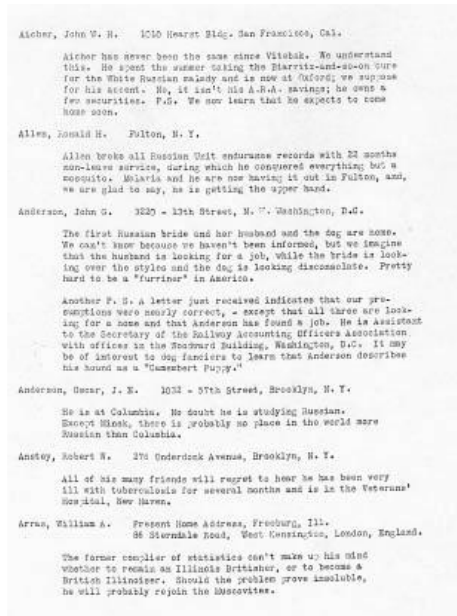 Aicher, John W. H. 1010 Hearst Bldg. San Francisco, Cal.
Aicher has never been the same since Vitebsk. We understand
this. He spent the summer taking the Biarritz-and-so-on cure
for the White Russian malady and is now at Oxford; we suppose
for his accent. No, it isn't his A.R.A. savings; he owns a
few securities. P.S. We now learn that he expects to come
home soon.
Allen, Ronald H. Fulton, N. Y.
Allen broke all Russian Unit endurance records with 22 months
non-leave service, during which he conquered everything but a
mosquito. Malaria and he are now having it out in Fulton, and,
we are glad to say, he is getting the upper hand.
Anderson, John G. 3220 - 13th Street, N. W. Washington, D.C.
The first Russian bride and her husband and the dog are home.
We can't know because we haven't been informed, but we imagine
that the husband is looking for a job, while the bride is look-
ing over the styles and the dog is looking disconsolate. Pretty
hard to be a "furriner" in America.
Another P. S. A letter just received indicates that our pre-
sumptions were nearly correct, - except that all three are look-
ing for a home and that Anderson has found a job. He is Assistant
to the Secretary of the Railway Accounting Officers Association
with offices in the Woodward Building, Washington, D.C. It may
be of interest to dog fanciers to learn that Anderson describes
his hound as a "Camembert Puppy."
Anderson, Oscar, J. E. 1032 - 57th Street, Brooklyn, N. Y.
He is at Columbia. No doubt he is studying Russian.
Except Minsk, there is probably no place in the world more
Russian than Columbia.
Anstey, Robert W. Underdonk Avenue, Brooklyn, N. Y.
All of his many friends will regret to hear he has been very
ill with tuberculosis for several months and is in the Veterans'
Hospital, New Haven.
Arras, William A. Present Home Address, Freeburg, Ill.
86 Sterndale Road, West Kensington, London, England.
The former complier of statistics can't make up his mind
whether to remain an Illinois Britisher, or to become a
British Illinoizer. Should the problem prove insoluble,
he will probably rejoin the Muscovites.